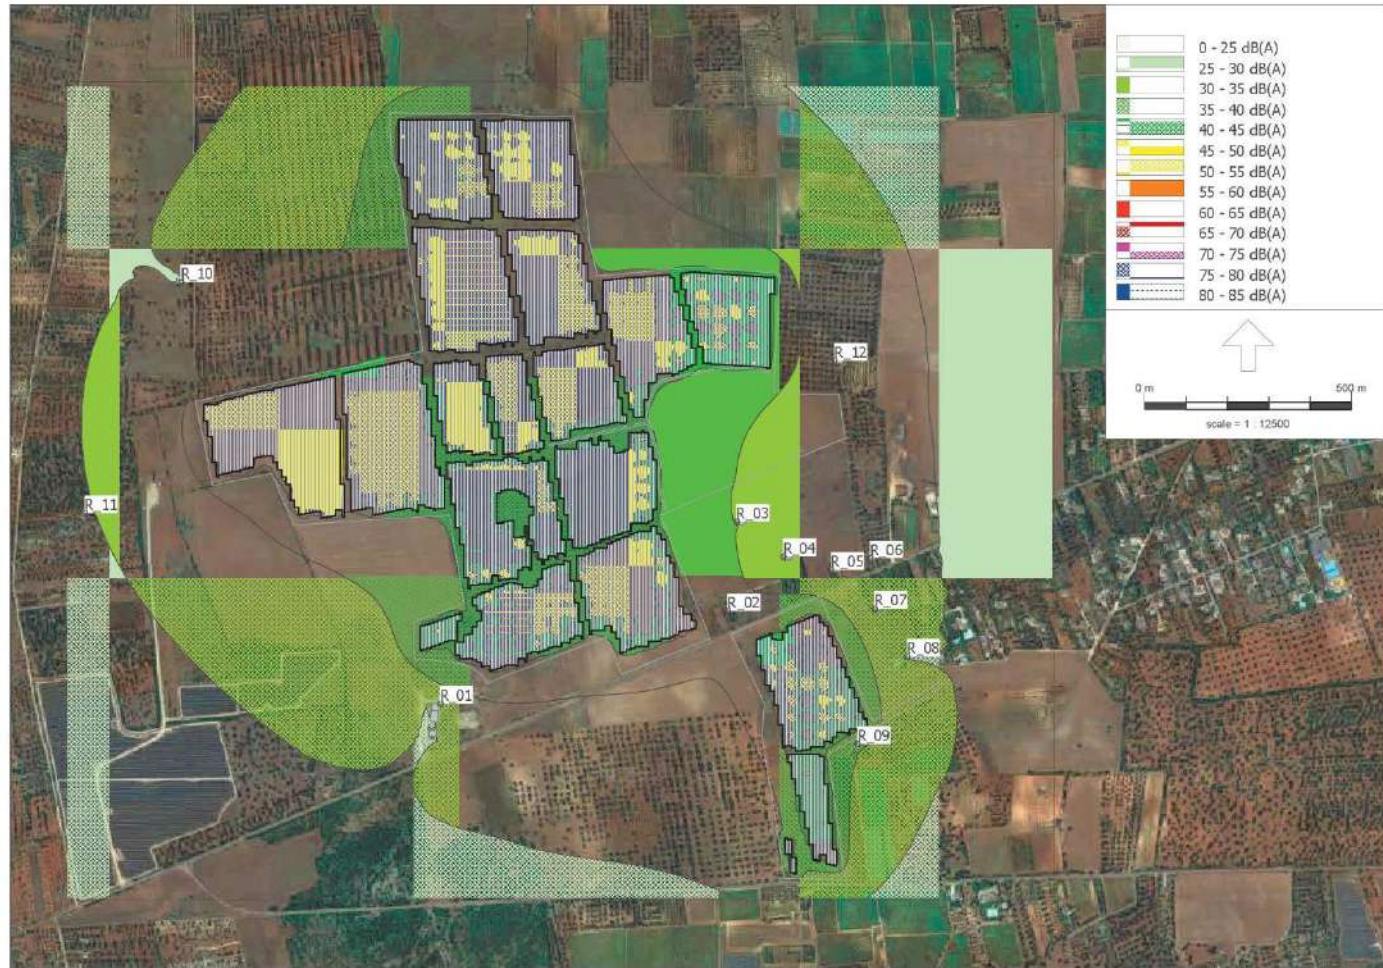 0 - 25 dB(A)
25 - 30 dB(A)
30 - 35 dB(A)
35 - 40 dB(A)
40 - 45 dB(A)
45 - 50 dB(A)
50 - 55 dB(A)
55 - 60 dB(A)
60 - 65 dB(A)
65 - 70 dB(A)
70 - 75 dB(A)
75 - 80 dB(A)
80 - 85 dB(A)
0 m 500 m
scale = 1 : 12500
R_10
R_12
R_11
R_03
R_04
R_05
R_06
R_02
R_07
R_08
R_01
R_09